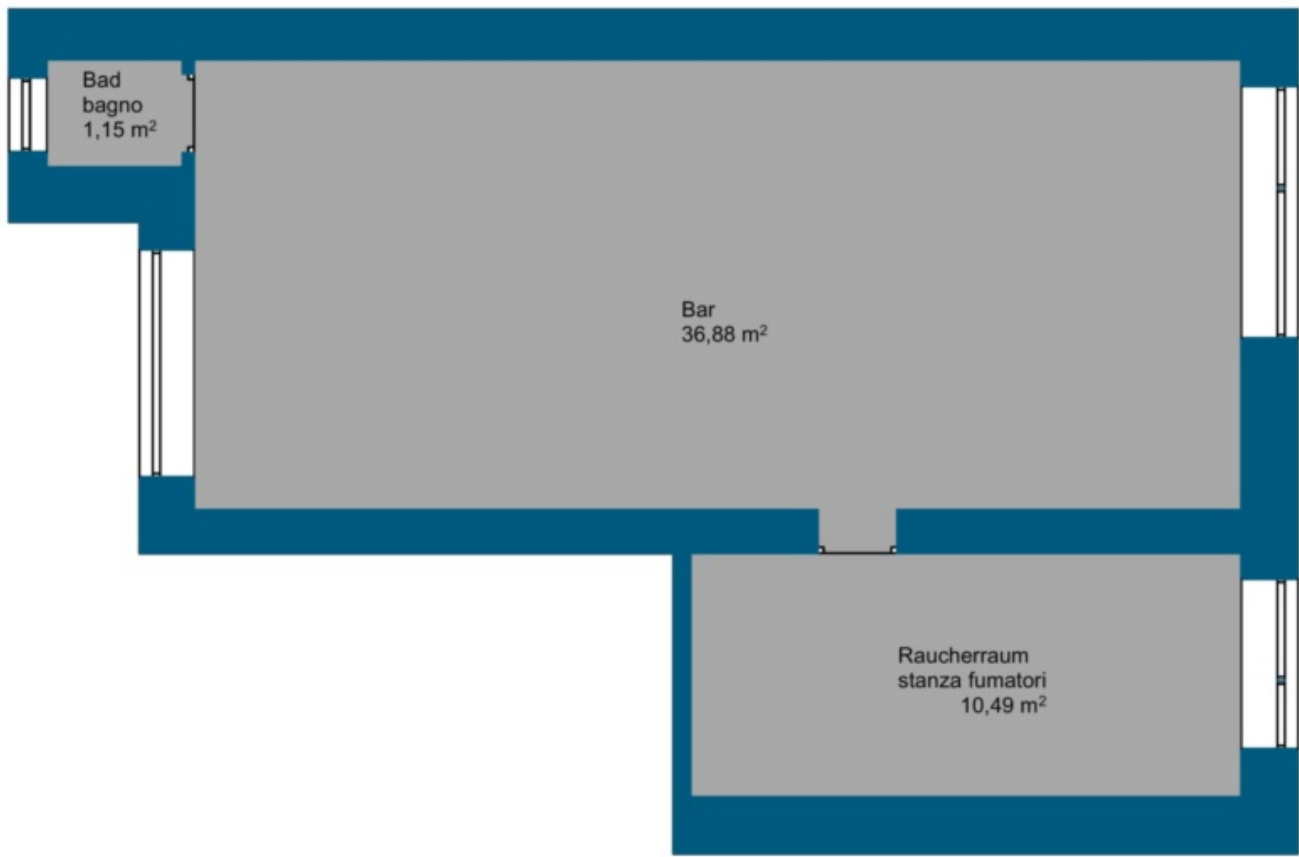 Bad
bagno
1,15 m²
Bar
36,88 m²
Raucherraum
stanza fumatori
10,49 m²